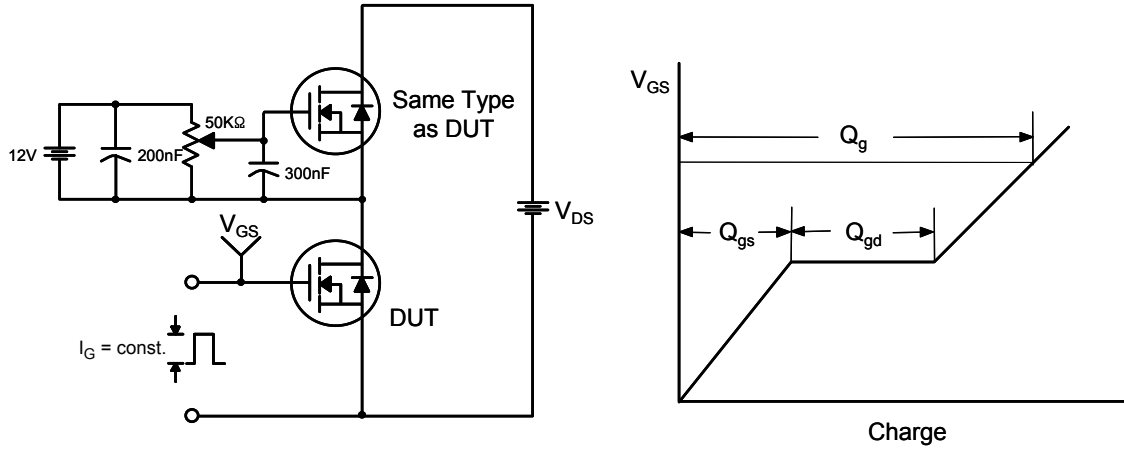 Same Type
as DUT
50KΩ
12V
200nF
300nF
V_DS
V_GS
DUT
I_G = const.
V_GS
Q_g
Q_gs
Q_gd
Charge